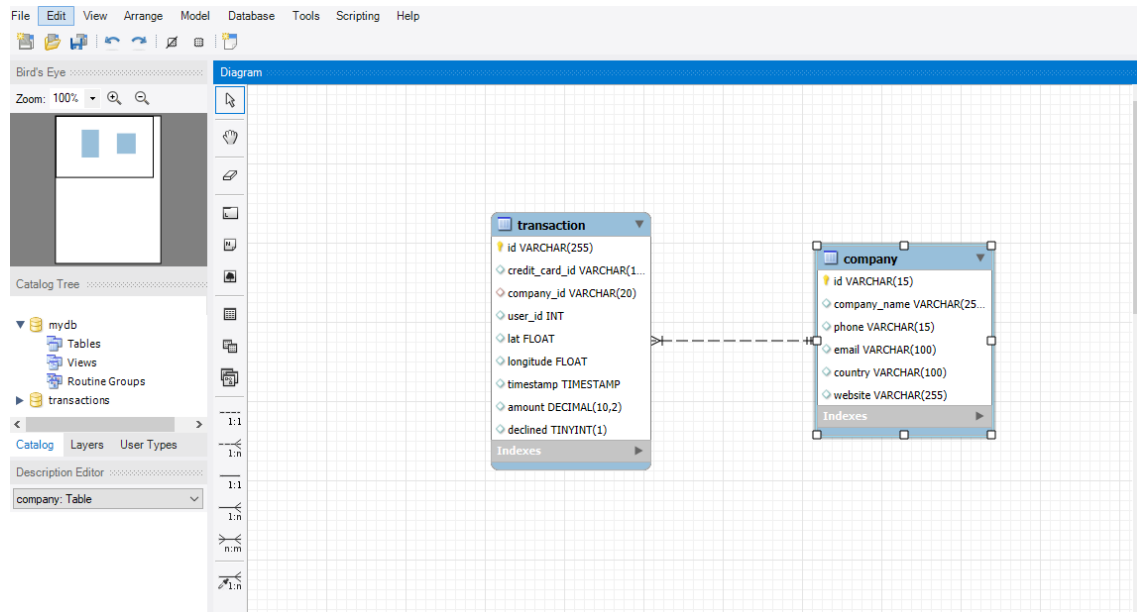 File Edit View Arrange Model Database Tools Scripting Help
Bird's Eye
Diagram
Zoom: 100%
Catalog Tree
mydb
Tables
Views
Routine Groups
transactions
Catalog Layers User Types
Description Editor
company: Table
1:1
1:n
1:1
1:n
n:m
1:n
transaction
id VARCHAR(255)
credit_card_id VARCHAR(1...
company_id VARCHAR(20)
user_id INT
lat FLOAT
longitude FLOAT
timestamp TIMESTAMP
amount DECIMAL(10,2)
declined TINYINT(1)
Indexes
company
id VARCHAR(15)
company_name VARCHAR(25...
phone VARCHAR(15)
email VARCHAR(100)
country VARCHAR(100)
website VARCHAR(255)
Indexes